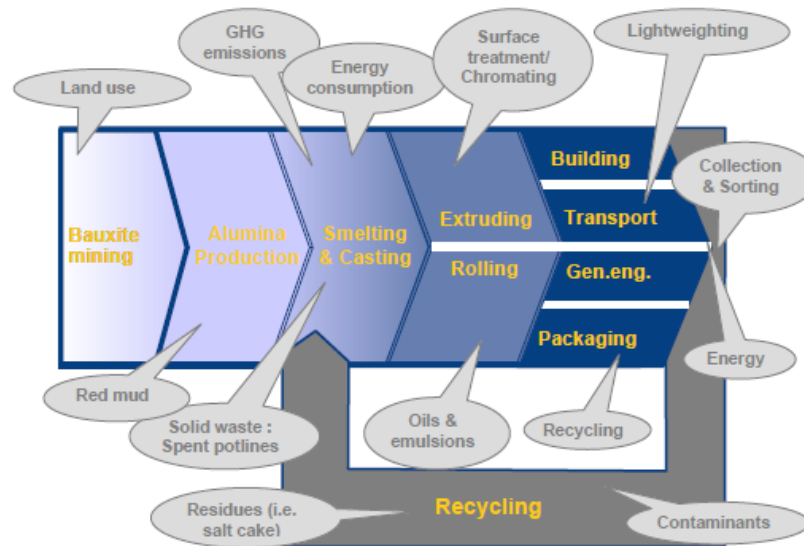 GHG
emissions
Surface
treatment/
Chromating
Lightweighting
Land use
Energy
consumption
Building
Collection
& Sorting
Bauxite
mining
Alumina
Production
Smelting
& Casting
Extruding
Transport
Rolling
Gen.eng.
Packaging
Energy
Red mud
Solid waste :
Spent potlines
Oils &
emulsions
Recycling
Residues (i.e.
salt cake)
Recycling
Contaminants